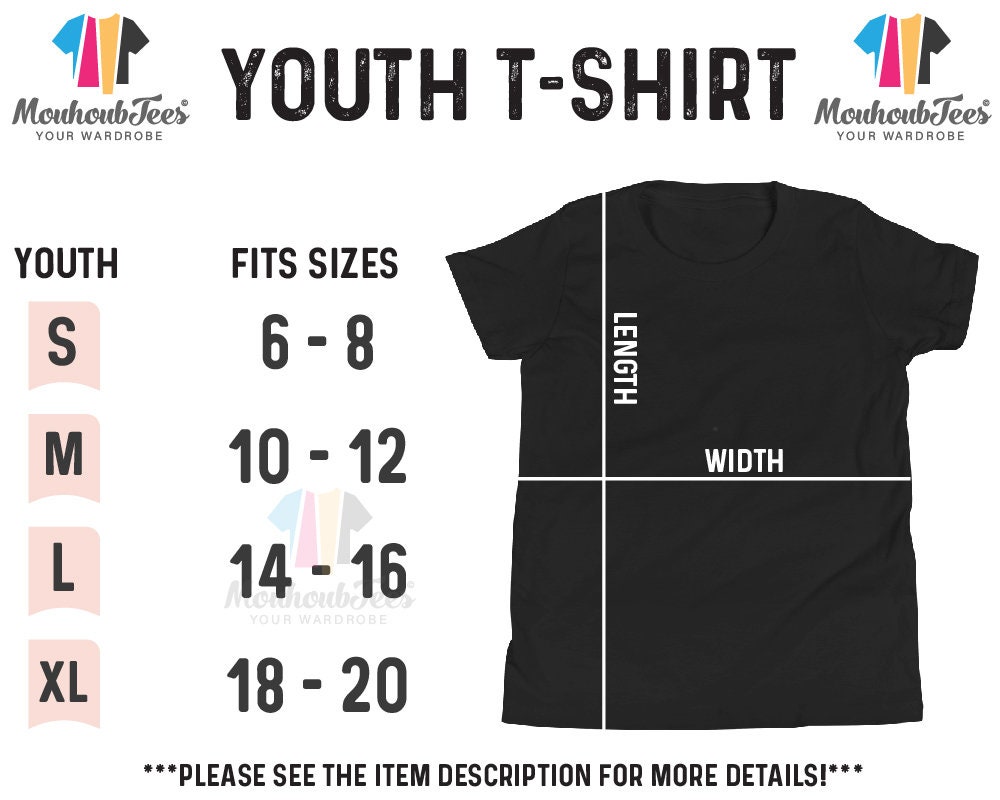 MouhoubTees©
YOUR WARDROBE
YOUTH T-SHIRT
MouhoubTees©
YOUR WARDROBE
YOUTH FITS SIZES
S 6 - 8
M 10 - 12
L 14 - 16
XL 18 - 20
MouhoubTees
YOUR WARDROBE
LENGTH
WIDTH
***PLEASE SEE THE ITEM DESCRIPTION FOR MORE DETAILS!***